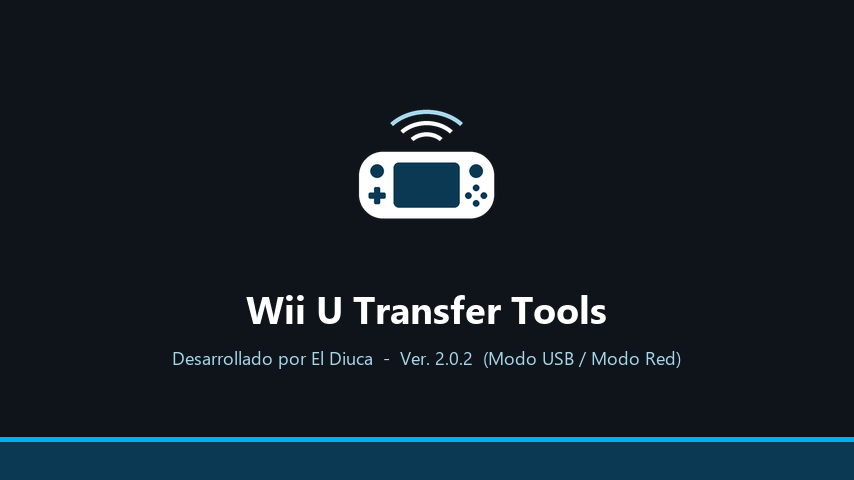 Wii U Transfer Tools
Desarrollado por El Diuca - Ver. 2.0.2 (Modo USB / Modo Red)